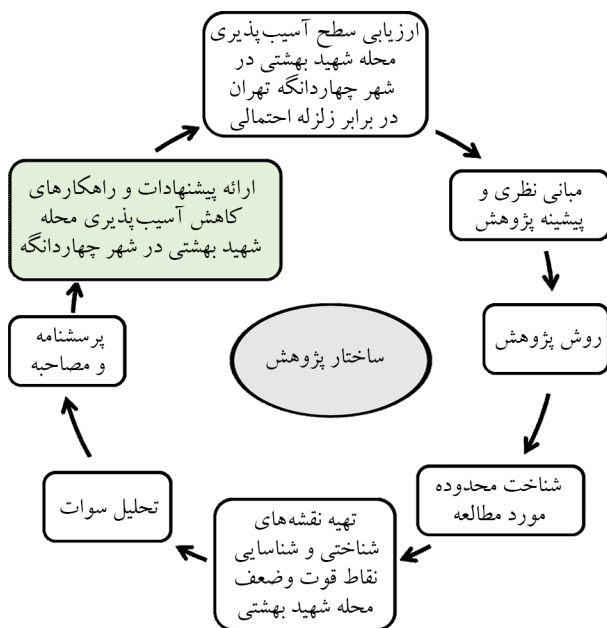 ارزیابی سطح آسیب‌پذیری
محله شهید بهشتی در
شهر چهاردانگه تهران
در برابر زلزله احتمالی
مبانی نظری و
پیشینه پژوهش
روش پژوهش
شناخت محدوده
مورد مطالعه
تهیه نقشه‌های
شناختی و شناسایی
نقاط قوت وضعف
محله شهید بهشتی
تحلیل سوات
پرسشنامه
و مصاحبه
ارائه پیشنهادات و راهکارهای
کاهش آسیب‌پذیری محله
شهید بهشتی در شهر چهاردانگه
ساختار پژوهش